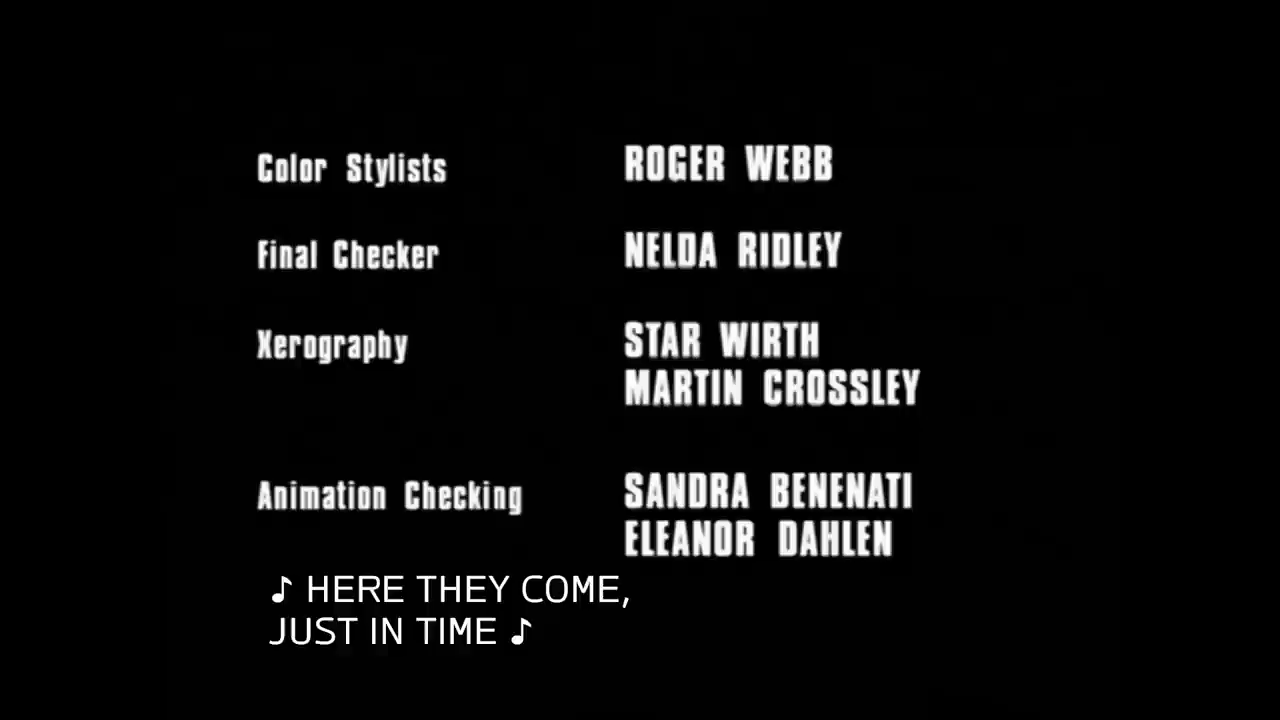 Color Stylists ROGER WEBB
Final Checker NELDA RIDLEY
Xerography STAR WIRTH
MARTIN CROSSLEY
Animation Checking SANDRA BENENATI
ELEANOR DAHLEN
♪ HERE THEY COME,
JUST IN TIME ♪